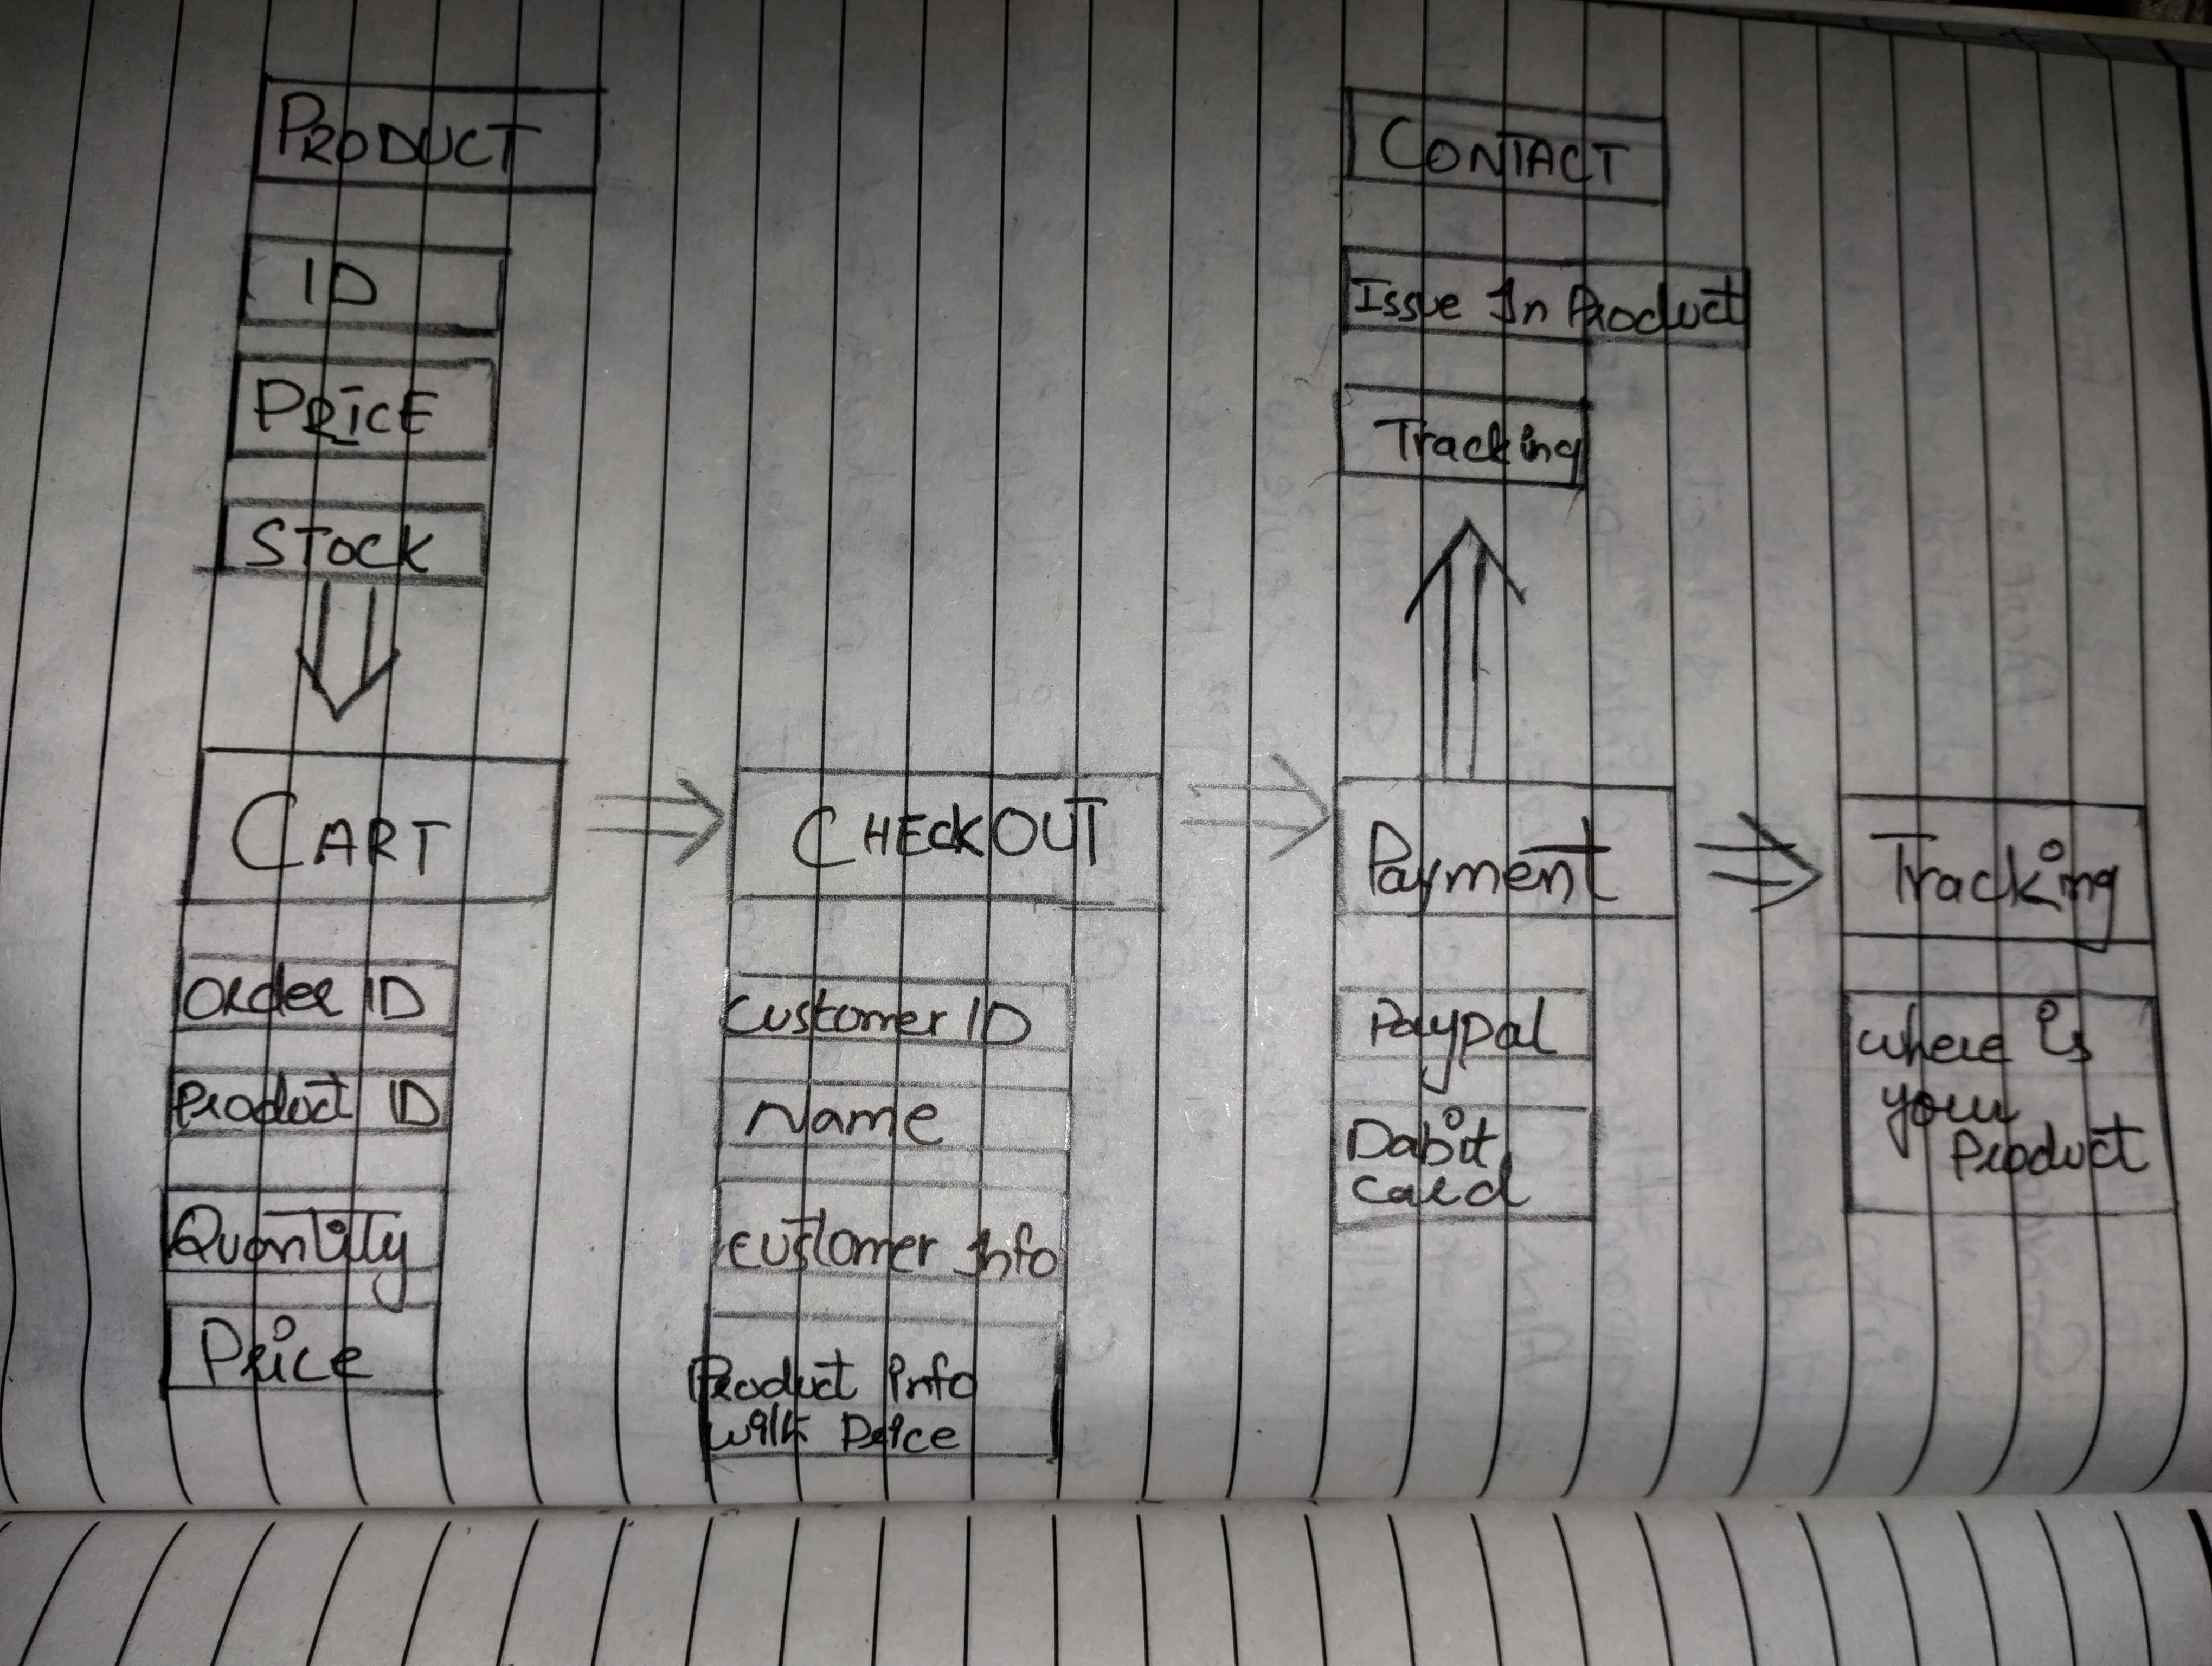 PRODUCT
ID
PRICE
STOCK
CART
Order ID
Product ID
Quantity
Price
CHECKOUT
Customer ID
Name
Customer Info
Product Info
with Price
CONTACT
Issue In Product
Tracking
Payment
Paypal
Dabit
Card
Tracking
where is
your
Product